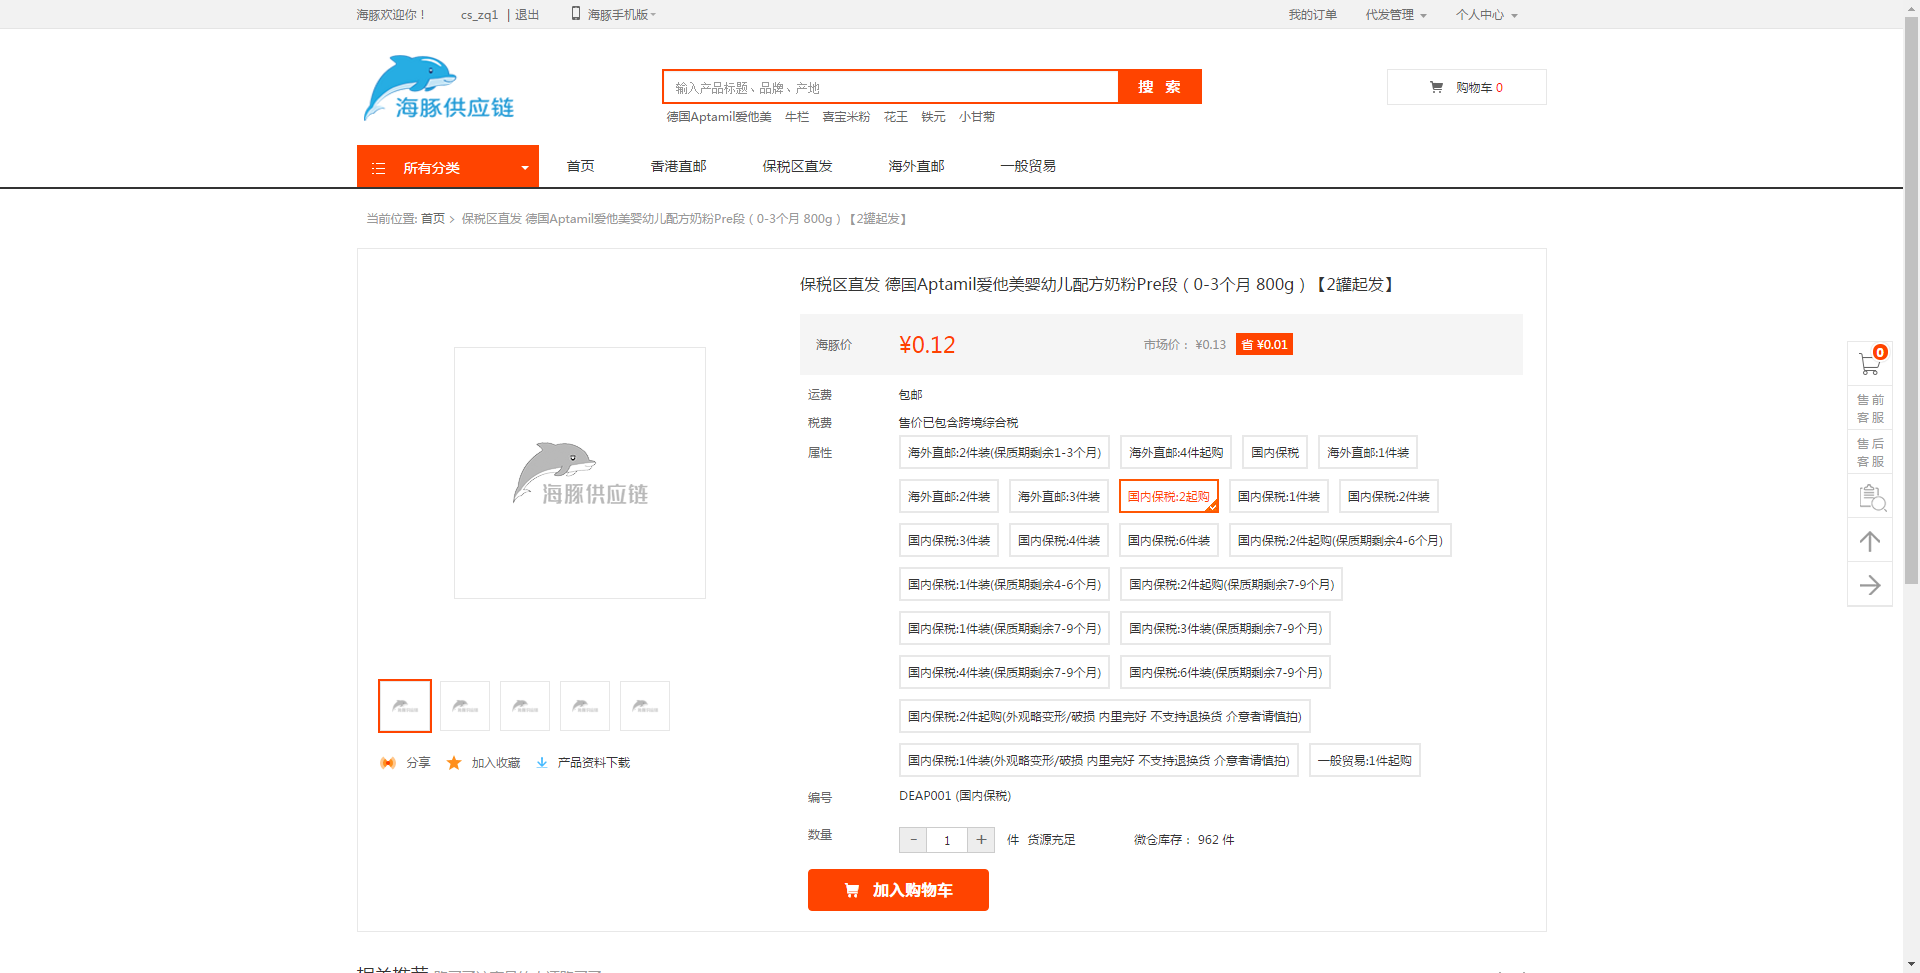 海豚欢迎你！ cs_zq1 | 退出 海豚手机版 我的订单 代发管理 个人中心
海豚供应链
输入产品标题、品牌、产地 搜 索 购物车 0
德国Aptamil爱他美 牛栏 喜宝米粉 花王 铁元 小甘菊
所有分类 首页 香港直邮 保税区直发 海外直邮 一般贸易
当前位置: 首页 > 保税区直发 德国Aptamil爱他美婴幼儿配方奶粉Pre段（0-3个月 800g）【2罐起发】
保税区直发 德国Aptamil爱他美婴幼儿配方奶粉Pre段（0-3个月 800g）【2罐起发】
海豚价 ¥0.12 市场价： ¥0.13 省 ¥0.01
运费 包邮
税费 售价已包含跨境综合税
属性 海外直邮:2件装(保质期剩余1-3个月) 海外直邮:4件起购 国内保税 海外直邮:1件装
海外直邮:2件装 海外直邮:3件装 国内保税:2起购 国内保税:1件装 国内保税:2件装
国内保税:3件装 国内保税:4件装 国内保税:6件装 国内保税:2件起购(保质期剩余4-6个月)
国内保税:1件装(保质期剩余4-6个月) 国内保税:2件起购(保质期剩余7-9个月)
国内保税:1件装(保质期剩余7-9个月) 国内保税:3件装(保质期剩余7-9个月)
国内保税:4件装(保质期剩余7-9个月) 国内保税:6件装(保质期剩余7-9个月)
国内保税:2件起购(外观略变形/破损 内里完好 不支持退换货 介意者请慎拍)
国内保税:1件装(外观略变形/破损 内里完好 不支持退换货 介意者请慎拍) 一般贸易:1件起购
编号 DEAP001 (国内保税)
数量 - 1 + 件 货源充足 微仓库存： 962 件
加入购物车
海豚供应链
分享 加入收藏 产品资料下载
0
售前
客服
售后
客服
相关推荐